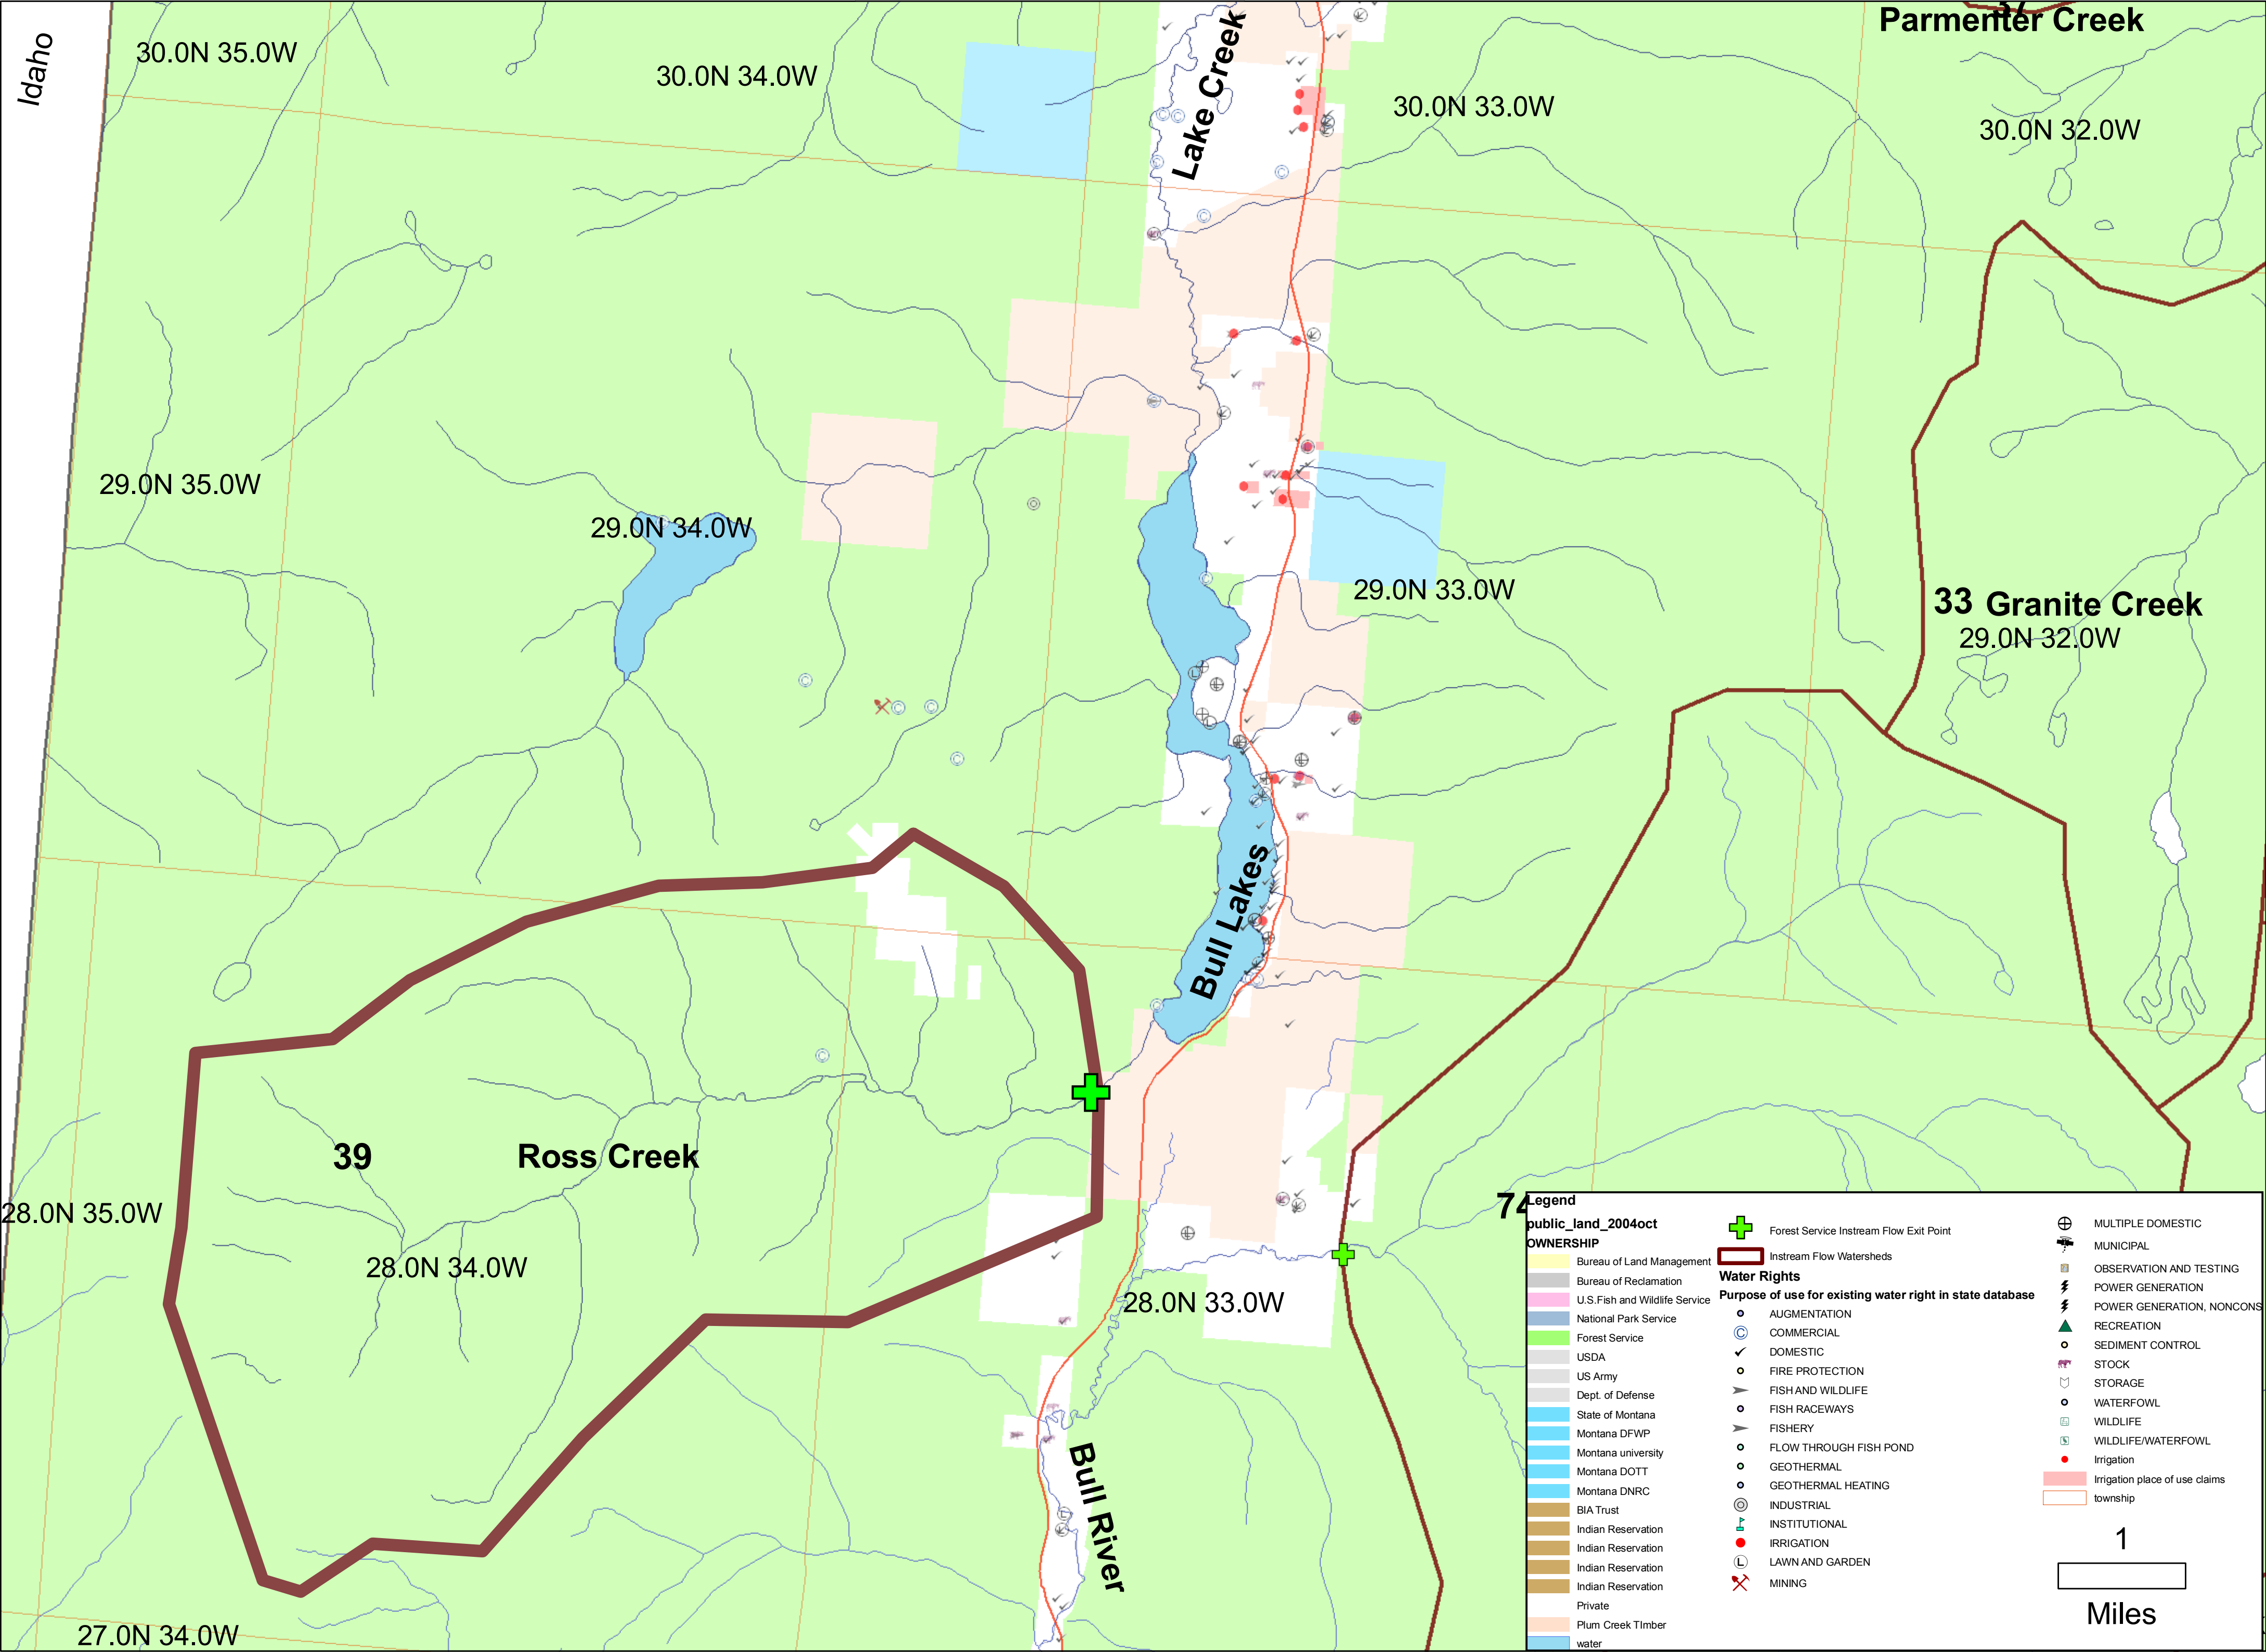 37
Parmenter Creek
Idaho
30.0N 35.0W
30.0N 34.0W
Lake Creek
30.0N 33.0W
30.0N 32.0W
29.0N 35.0W
29.0N 34.0W
29.0N 33.0W
33 Granite Creek
29.0N 32.0W
Bull Lakes
39
Ross Creek
28.0N 35.0W
28.0N 34.0W
28.0N 33.0W
74
Bull River
27.0N 34.0W
Legend
public_land_2004oct
OWNERSHIP
Bureau of Land Management
Bureau of Reclamation
U.S.Fish and Wildlife Service
National Park Service
Forest Service
USDA
US Army
Dept. of Defense
State of Montana
Montana DFWP
Montana university
Montana DOTT
Montana DNRC
BIA Trust
Indian Reservation
Indian Reservation
Indian Reservation
Indian Reservation
Private
Plum Creek TImber
water
Forest Service Instream Flow Exit Point
Instream Flow Watersheds
Water Rights
Purpose of use for existing water right in state database
AUGMENTATION
COMMERCIAL
DOMESTIC
FIRE PROTECTION
FISH AND WILDLIFE
FISH RACEWAYS
FISHERY
FLOW THROUGH FISH POND
GEOTHERMAL
GEOTHERMAL HEATING
INDUSTRIAL
INSTITUTIONAL
IRRIGATION
LAWN AND GARDEN
MINING
MULTIPLE DOMESTIC
MUNICIPAL
OBSERVATION AND TESTING
POWER GENERATION
POWER GENERATION, NONCONS
RECREATION
SEDIMENT CONTROL
STOCK
STORAGE
WATERFOWL
WILDLIFE
WILDLIFE/WATERFOWL
Irrigation
Irrigation place of use claims
township
1
Miles